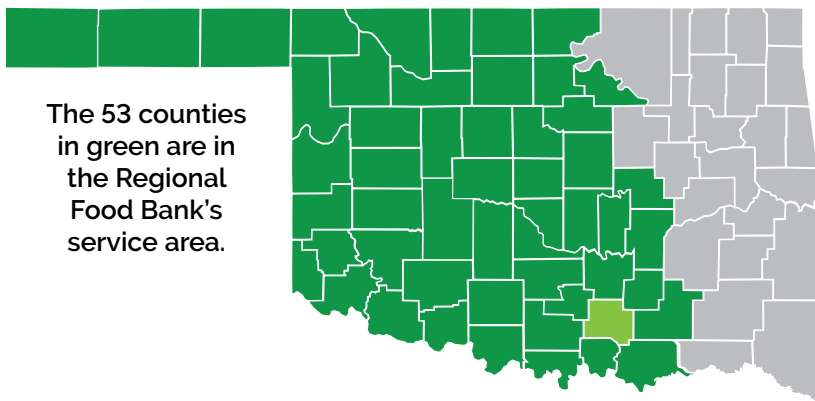 The 53 counties
in green are in
the Regional
Food Bank's
service area.